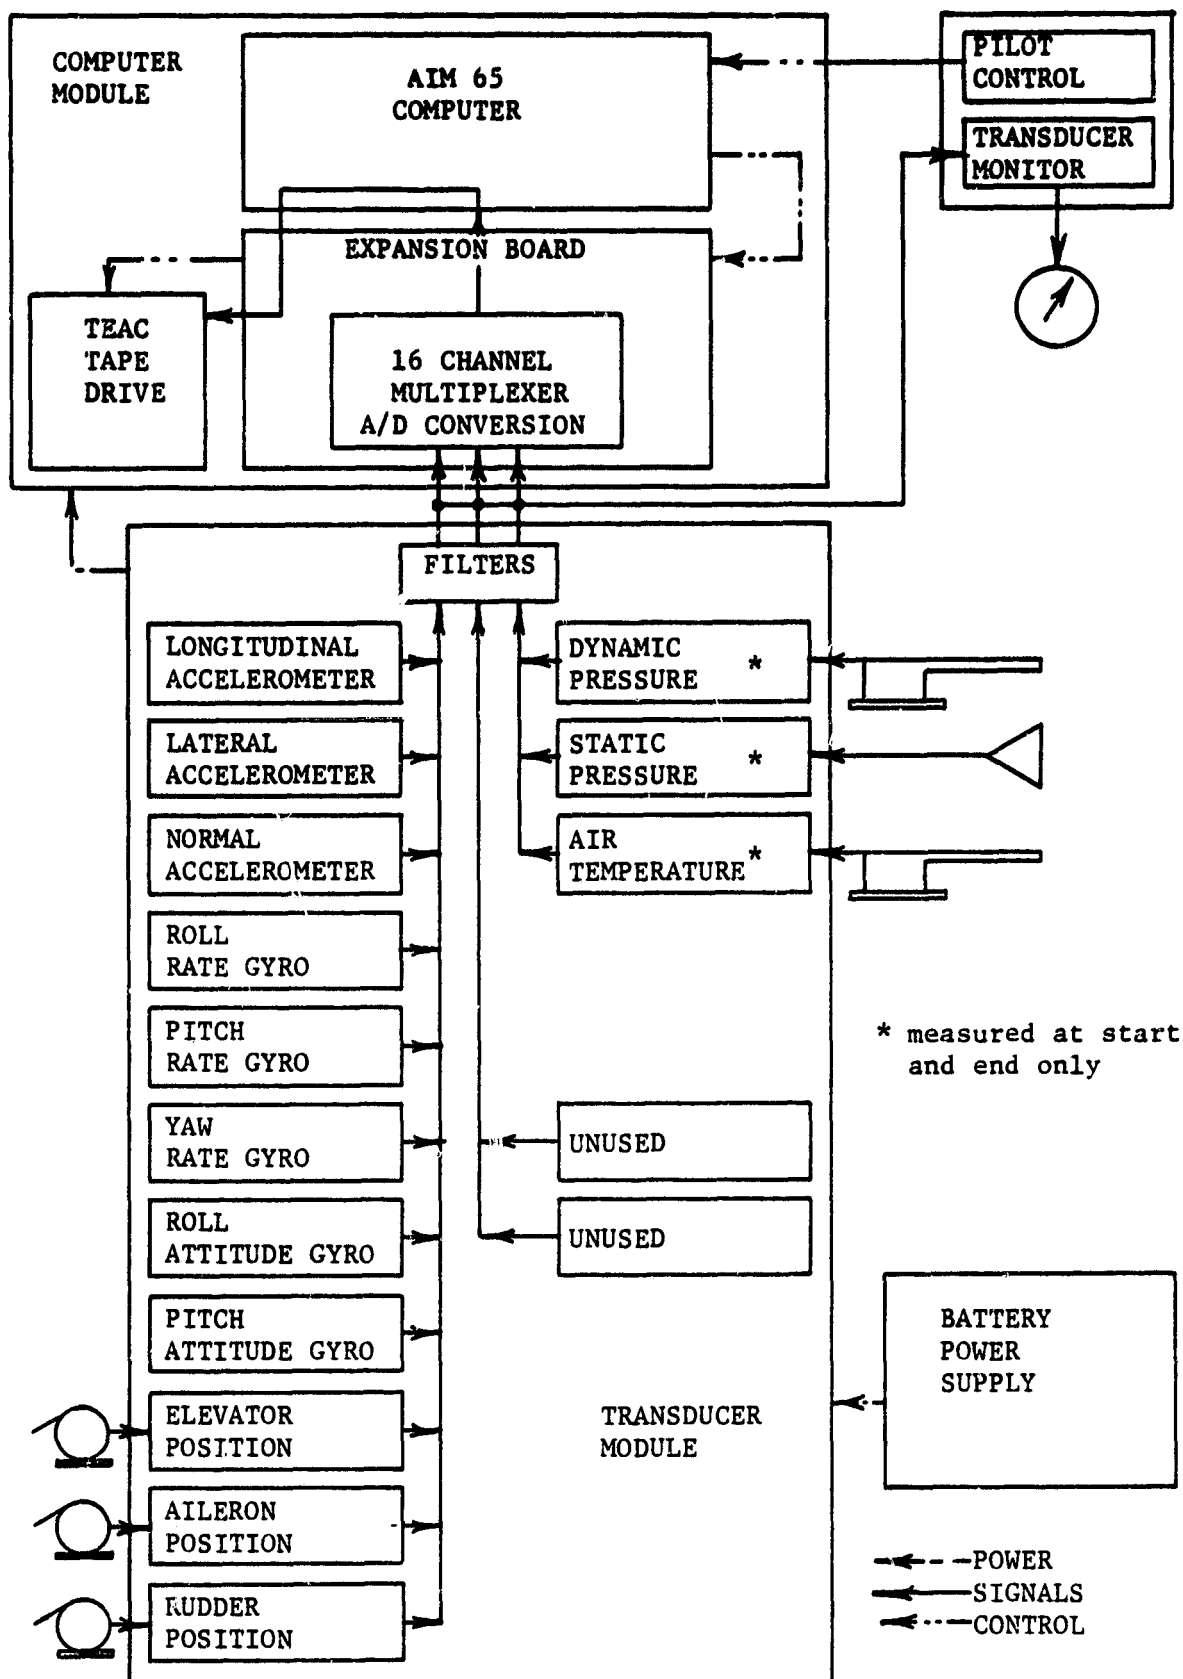 COMPUTER
MODULE
AIM 65
COMPUTER
PILOT
CONTROL
TRANSDUCER
MONITOR
EXPANSION BOARD
TEAC
TAPE
DRIVE
16 CHANNEL
MULTIPLEXER
A/D CONVERSION
FILTERS
LONGITUDINAL
ACCELEROMETER
DYNAMIC
PRESSURE *
LATERAL
ACCELEROMETER
STATIC
PRESSURE *
NORMAL
ACCELEROMETER
AIR
TEMPERATURE *
ROLL
RATE GYRO
PITCH
RATE GYRO
* measured at start
and end only
YAW
RATE GYRO
UNUSED
ROLL
ATTITUDE GYRO
UNUSED
PITCH
ATTITUDE GYRO
BATTERY
POWER
SUPPLY
ELEVATOR
POSITION
TRANSDUCER
MODULE
AILERON
POSITION
RUDDER
POSITION
POWER
SIGNALS
CONTROL